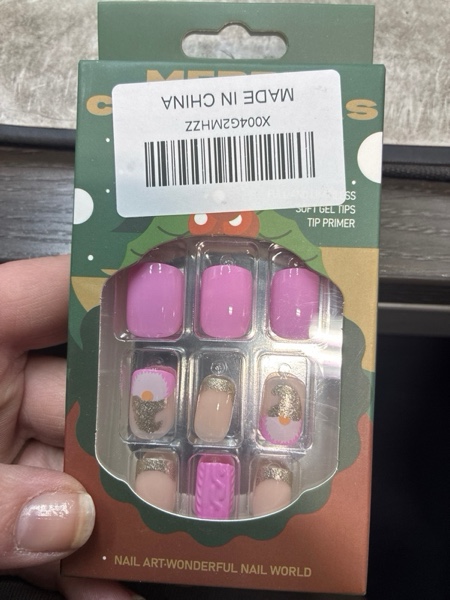 MADE IN CHINA
X004G2MHZZ
SOFT GEL TIPS
TIP PRIMER
• NAIL ART-WONDERFUL NAIL WORLD